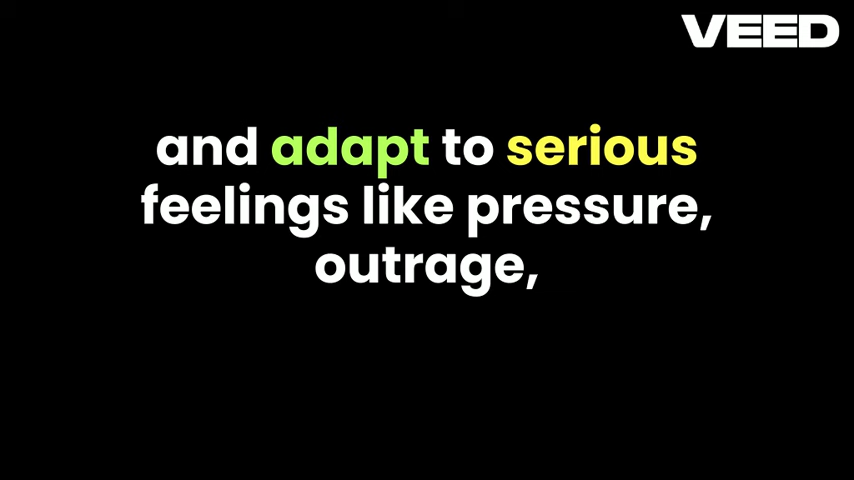 VEED
and adapt to serious
feelings like pressure,
outrage,